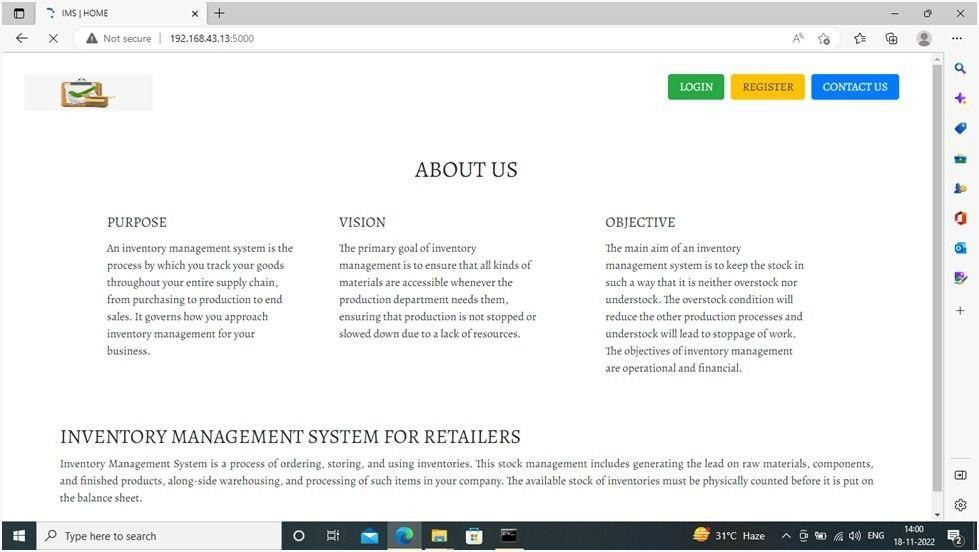 IMS | HOME
Not secure | 192.168.43.13:5000
LOGIN REGISTER CONTACT US
ABOUT US
PURPOSE
An inventory management system is the
process by which you track your goods
throughout your entire supply chain,
from purchasing to production to end
sales. It governs how you approach
inventory management for your
business.
VISION
The primary goal of inventory
management is to ensure that all kinds of
materials are accessible whenever the
production department needs them,
ensuring that production is not stopped or
slowed down due to a lack of resources.
OBJECTIVE
The main aim of an inventory
management system is to keep the stock in
such a way that it is neither overstock nor
understock. The overstock condition will
reduce the other production processes and
understock will lead to stoppage of work.
The objectives of inventory management
are operational and financial.
INVENTORY MANAGEMENT SYSTEM FOR RETAILERS
Inventory Management System is a process of ordering, storing, and using inventories. This stock management includes generating the lead on raw materials, components,
and finished products, along-side warehousing, and processing of such items in your company. The available stock of inventories must be physically counted before it is put on
the balance sheet.
Type here to search
31°C Haze
ENG
14:00
18-11-2022
2